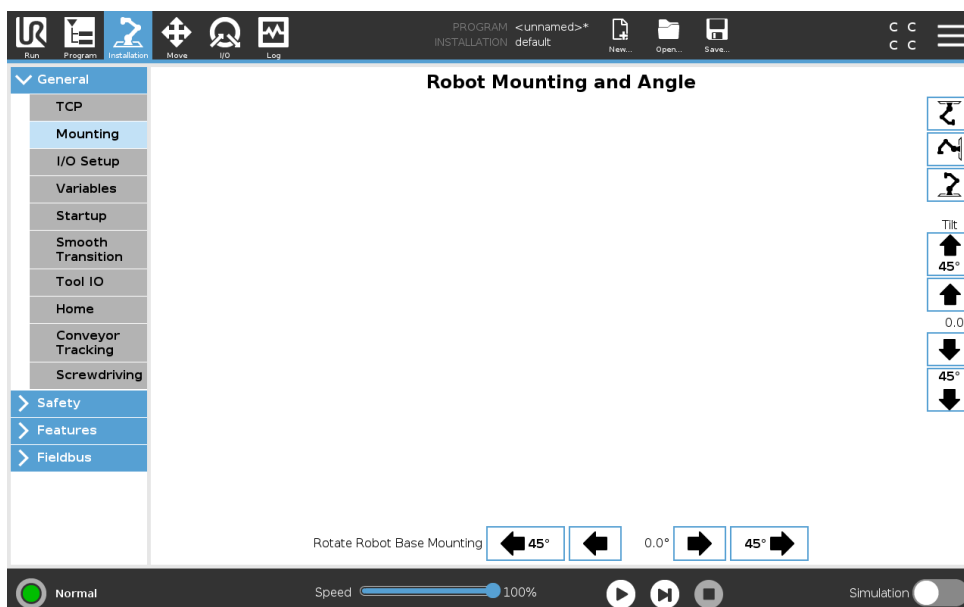 UR
PROGRAM <unnamed>*
INSTALLATION default
C C
C C
Run
Program
Installation
Move
I/O
Log
New...
Open...
Save...
General
TCP
Mounting
I/O Setup
Variables
Startup
Smooth
Transition
Tool IO
Home
Conveyor
Tracking
Screwdriving
Safety
Features
Fieldbus
Robot Mounting and Angle
Tilt
45°
0.0
45°
Rotate Robot Base Mounting
45°
0.0°
45°
Normal
Speed
100%
Simulation